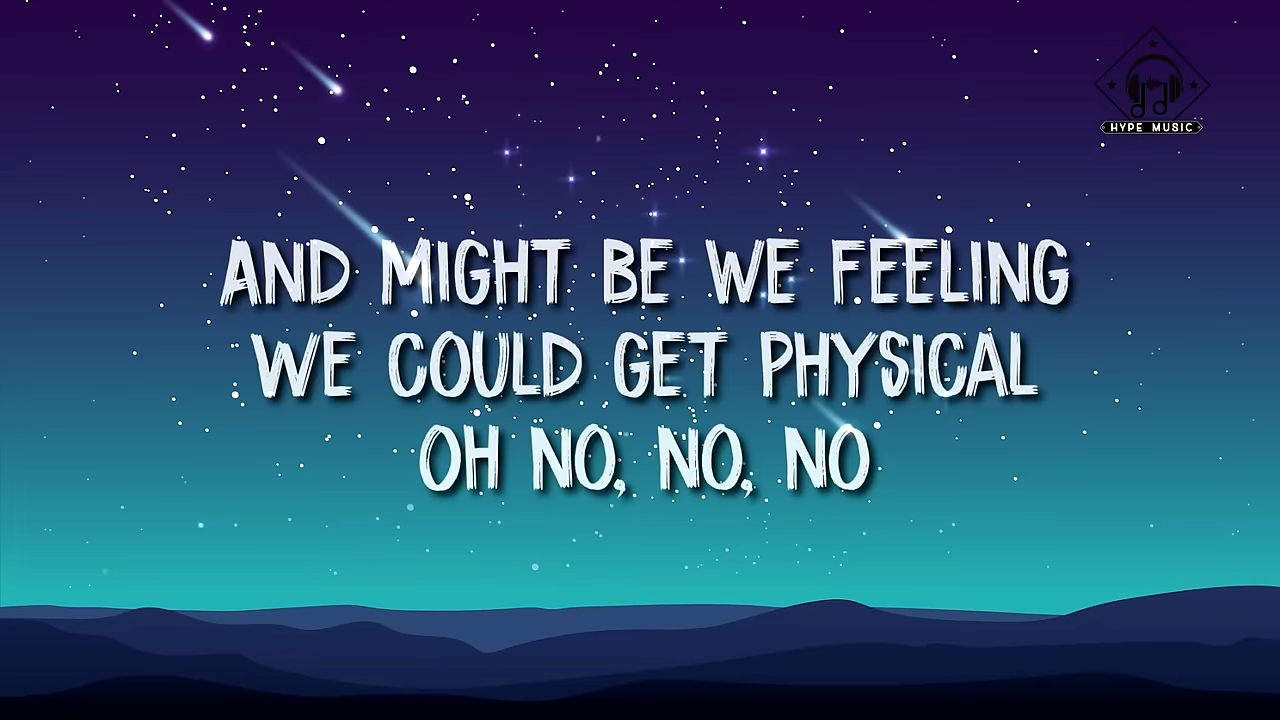 HYPE MUSIC
AND MIGHT BE WE FEELING
WE COULD GET PHYSICAL
OH NO, NO, NO